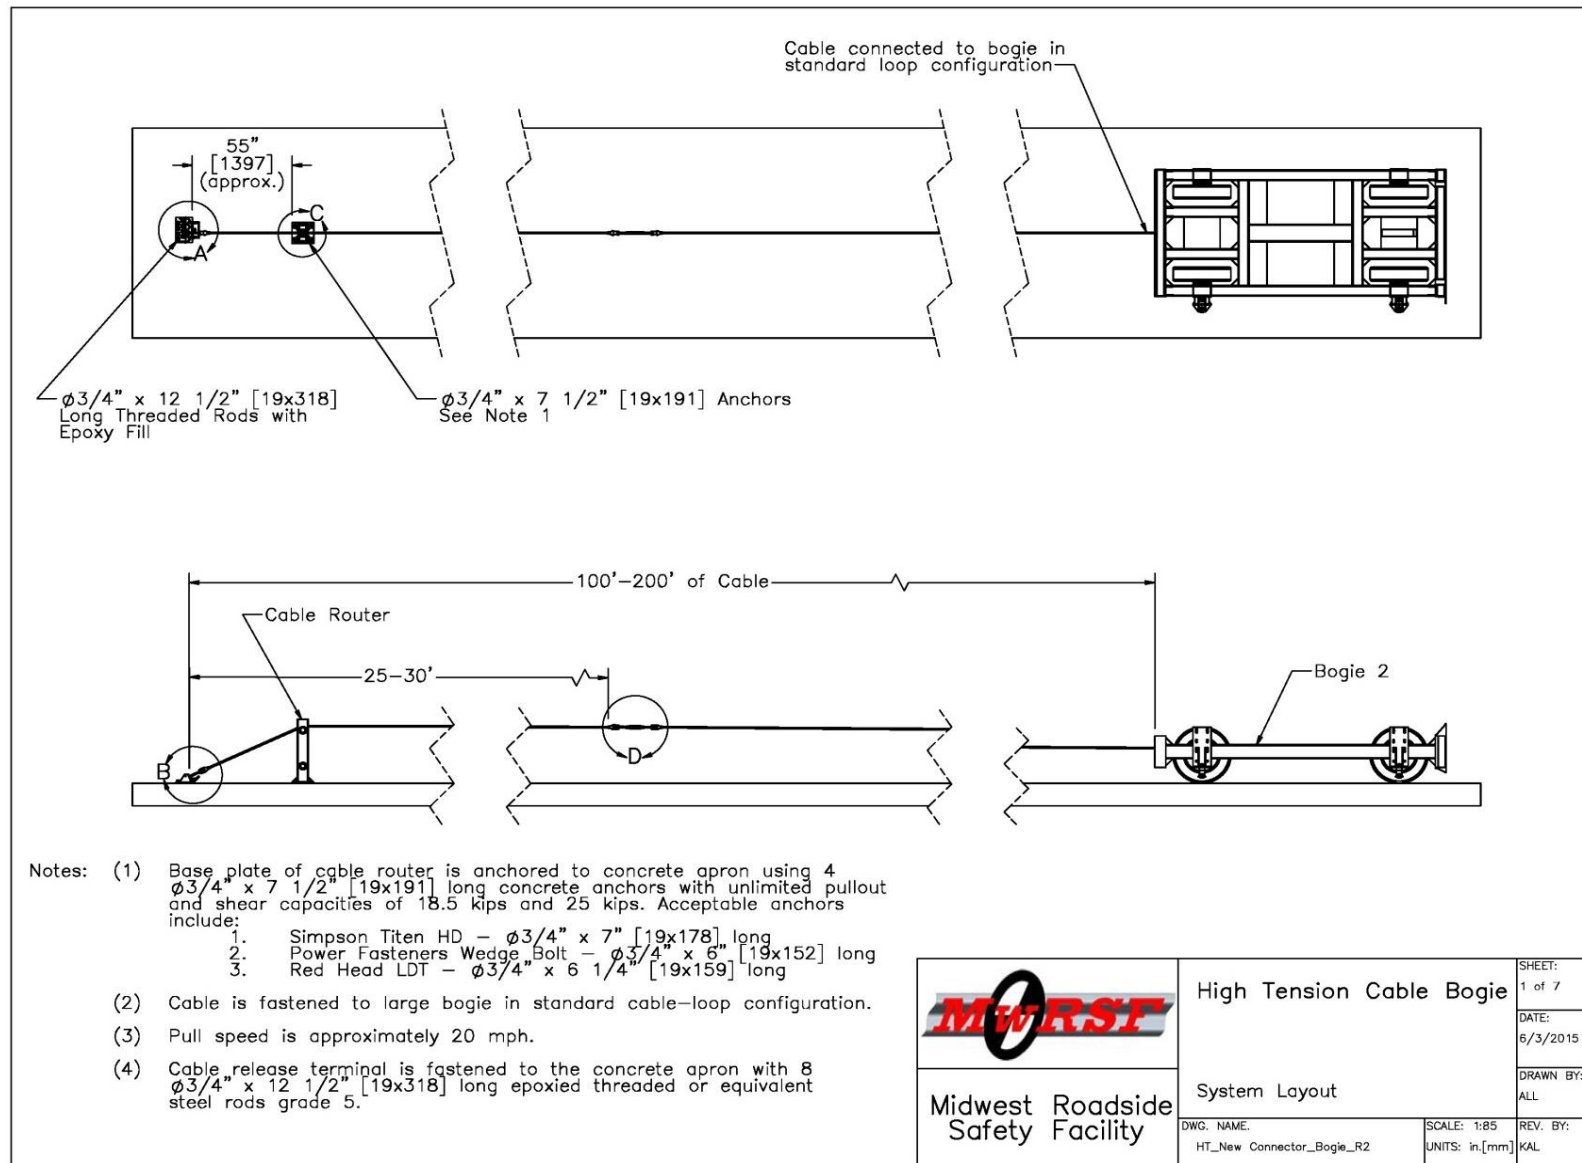 Cable connected to bogie in
standard loop configuration
55"
[1397]
(approx.)
C
A
ø3/4" x 12 1/2" [19x318]
Long Threaded Rods with
Epoxy Fill
ø3/4" x 7 1/2" [19x191] Anchors
See Note 1
100'-200' of Cable
Cable Router
25-30'
Bogie 2
D
B
Notes: (1) Base plate of cable router is anchored to concrete apron using 4
ø3/4" x 7 1/2" [19x191] long concrete anchors with unlimited pullout
and shear capacities of 18.5 kips and 25 kips. Acceptable anchors
include:
1. Simpson Titen HD - ø3/4" x 7" [19x178] long
2. Power Fasteners Wedge Bolt - ø3/4" x 6" [19x152] long
3. Red Head LDT - ø3/4" x 6 1/4" [19x159] long
(2) Cable is fastened to large bogie in standard cable-loop configuration.
(3) Pull speed is approximately 20 mph.
(4) Cable release terminal is fastened to the concrete apron with 8
ø3/4" x 12 1/2" [19x318] long epoxied threaded or equivalent
steel rods grade 5.
MwRSF
Midwest Roadside
Safety Facility
High Tension Cable Bogie
System Layout
SHEET:
1 of 7
DATE:
6/3/2015
DRAWN BY:
ALL
DWG. NAME.
HT_New Connector_Bogie_R2
SCALE: 1:85
UNITS: in.[mm]
REV. BY:
KAL